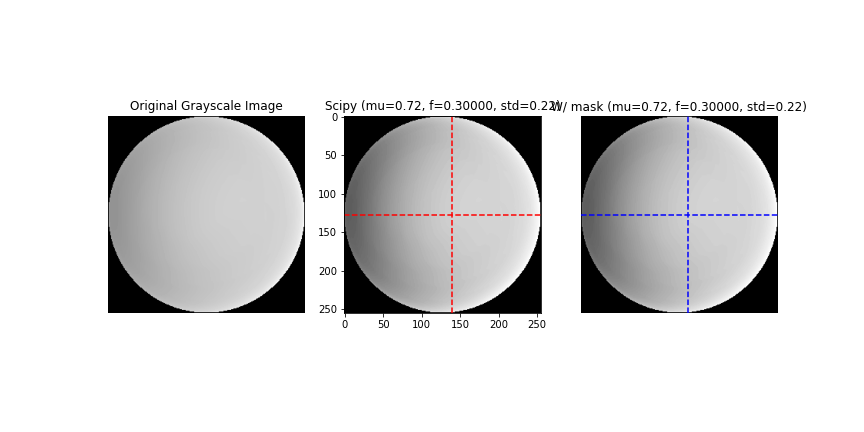 Original Grayscale Image
Scipy (mu=0.72, f=0.30000, std=0.22)
W/ mask (mu=0.72, f=0.30000, std=0.22)
0
50
100
150
200
250
0 50 100 150 200 250